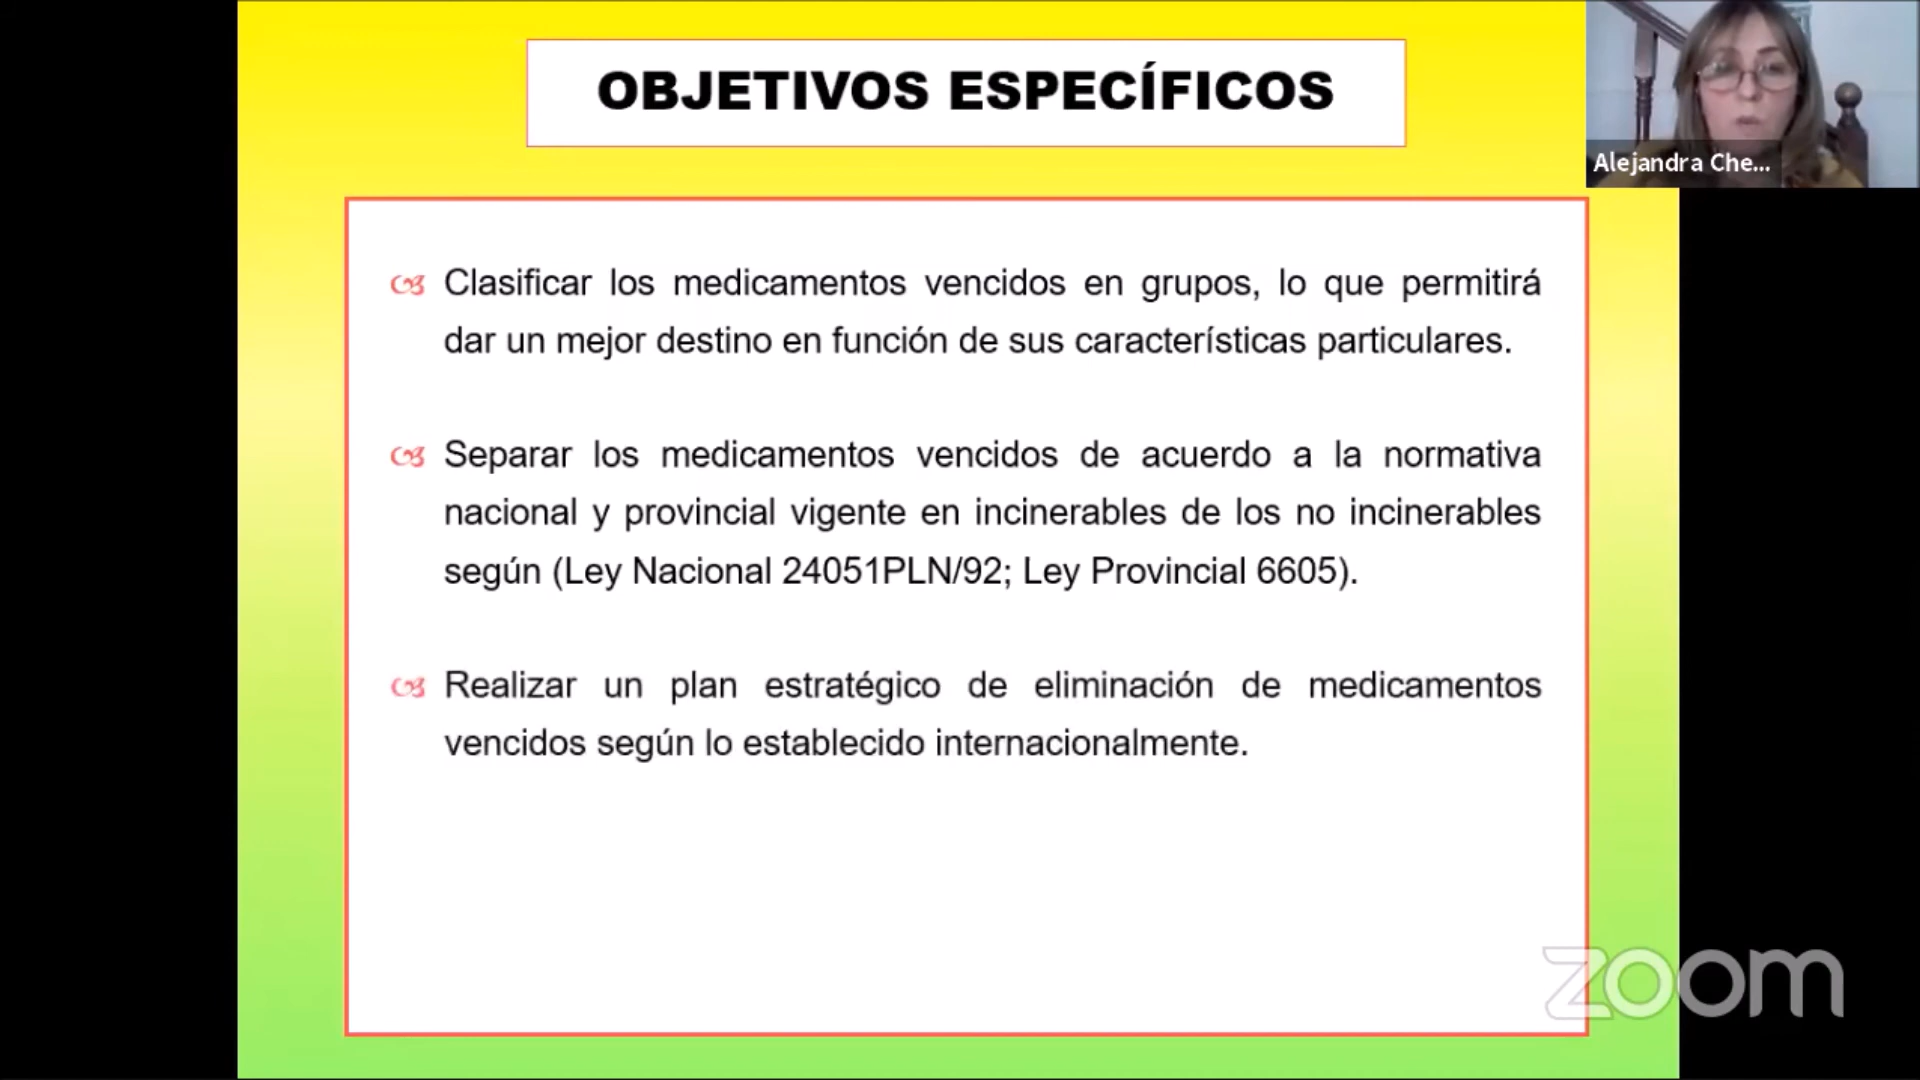 OBJETIVOS ESPECÍFICOS
Alejandra Che...
Clasificar los medicamentos vencidos en grupos, lo que permitirá
dar un mejor destino en función de sus características particulares.
Separar los medicamentos vencidos de acuerdo a la normativa
nacional y provincial vigente en incinerables de los no incinerables
según (Ley Nacional 24051PLN/92; Ley Provincial 6605).
Realizar un plan estratégico de eliminación de medicamentos
vencidos según lo establecido internacionalmente.
zoom